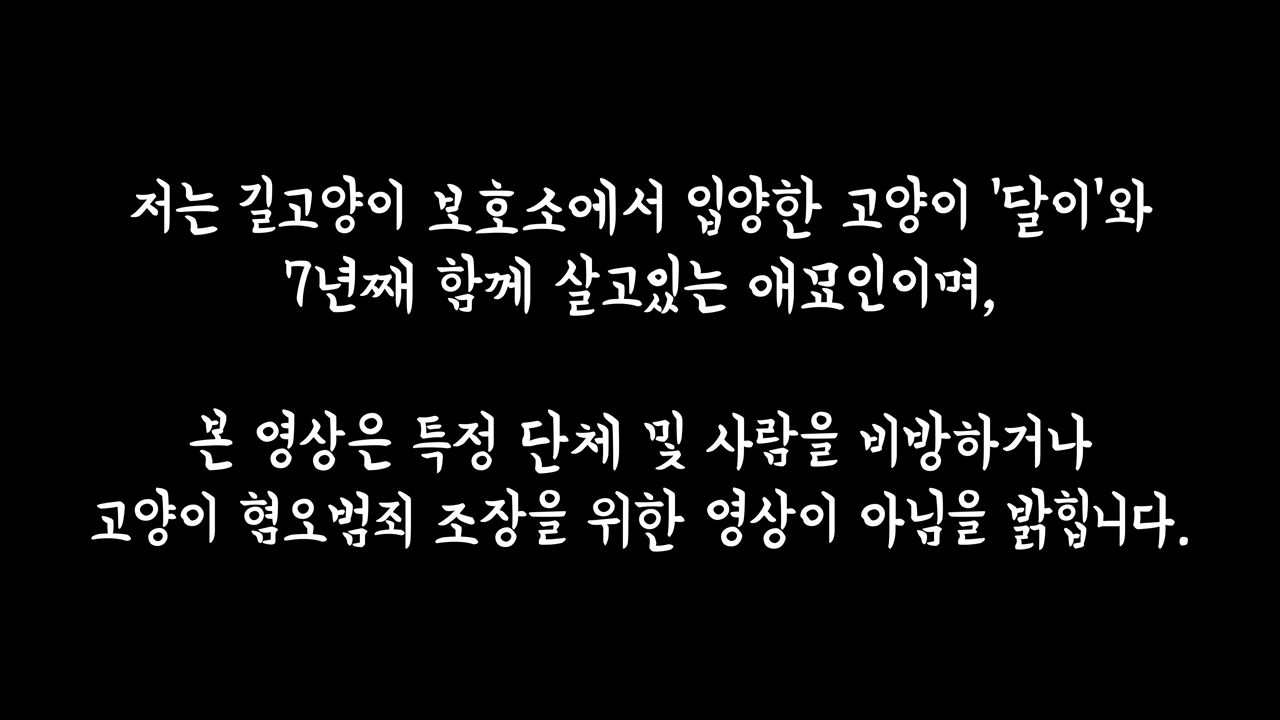 저는 길고양이 보호소에서 입양한 고양이 '달이'와
7년째 함께 살고있는 애묘인이며,
본 영상은 특정 단체 및 사람을 비방하거나
고양이 혐오범죄 조장을 위한 영상이 아님을 밝힙니다.